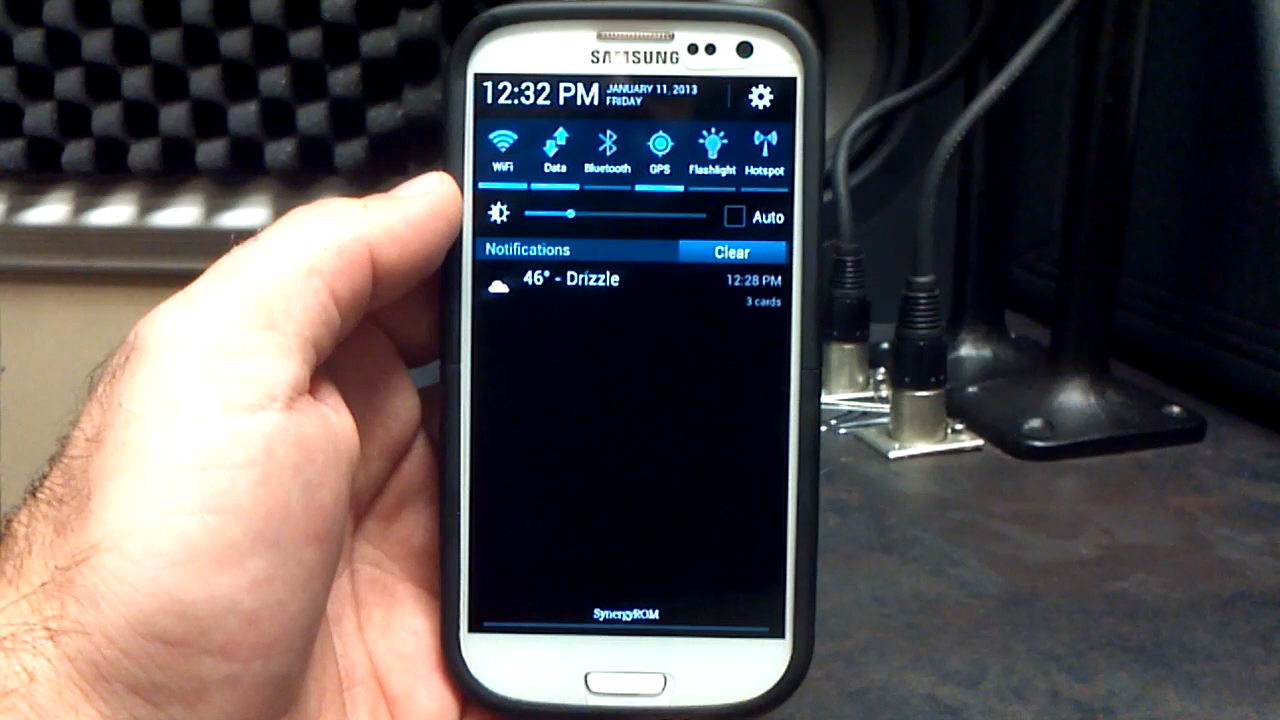 SAMSUNG
12:32 PM
JANUARY 11, 2013
FRIDAY
WiFi
Data
Bluetooth
GPS
Flashlight
Hotspot
Auto
Notifications
Clear
46° - Drizzle
12:28 PM
3 cards
SynergyROM